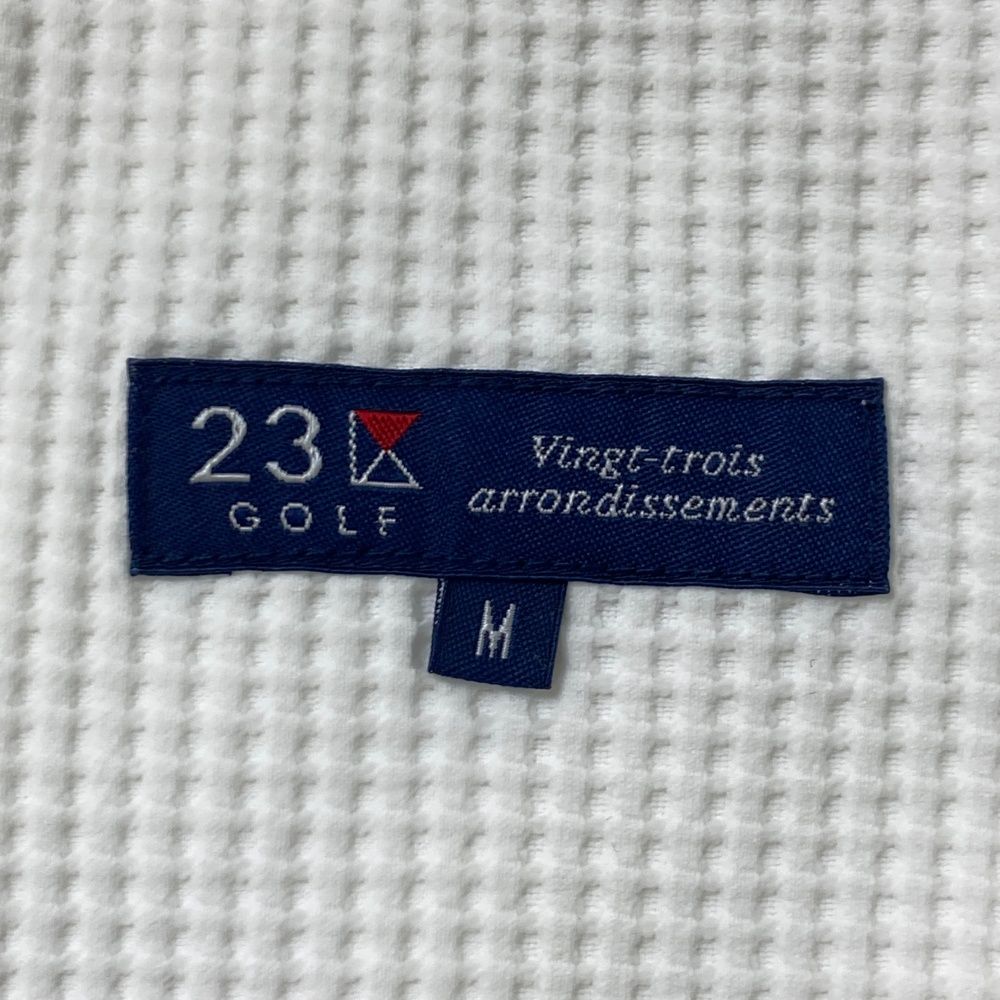 23
GOLF
Vingt-trois
arrondissements
M